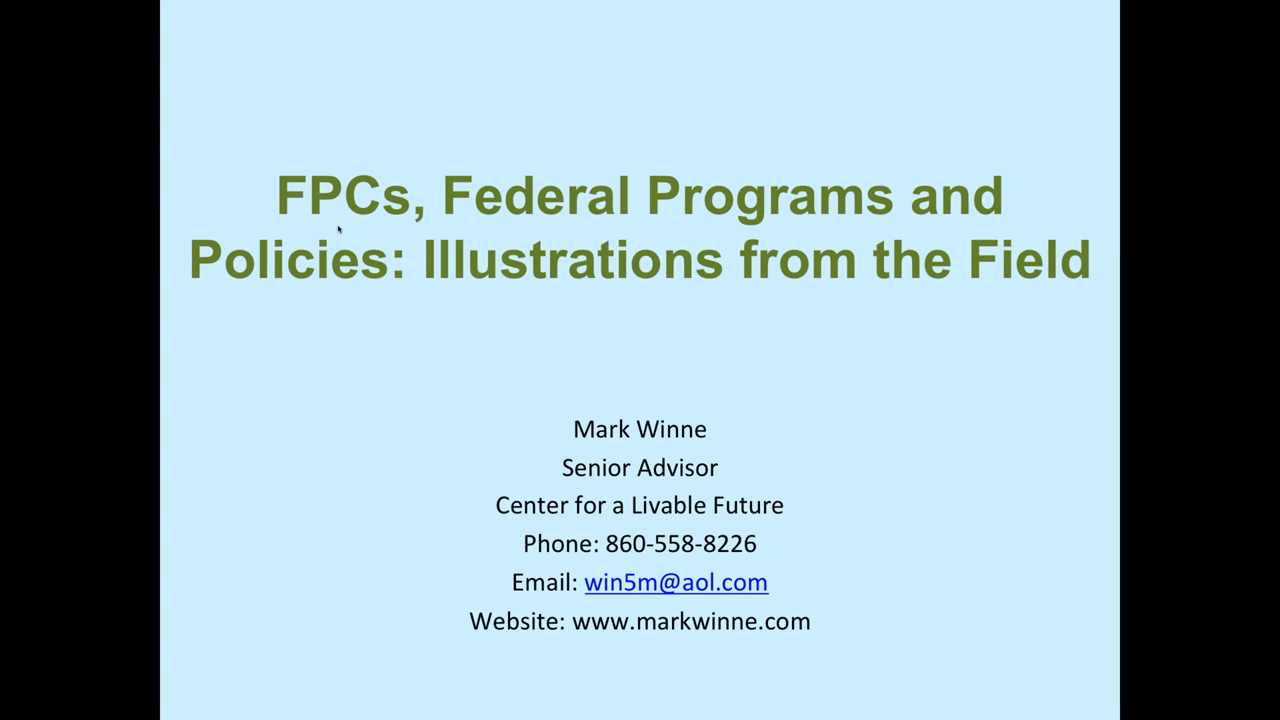 FPCs, Federal Programs and
Policies: Illustrations from the Field
Mark Winne
Senior Advisor
Center for a Livable Future
Phone: 860-558-8226
Email: win5m@aol.com
Website: www.markwinne.com